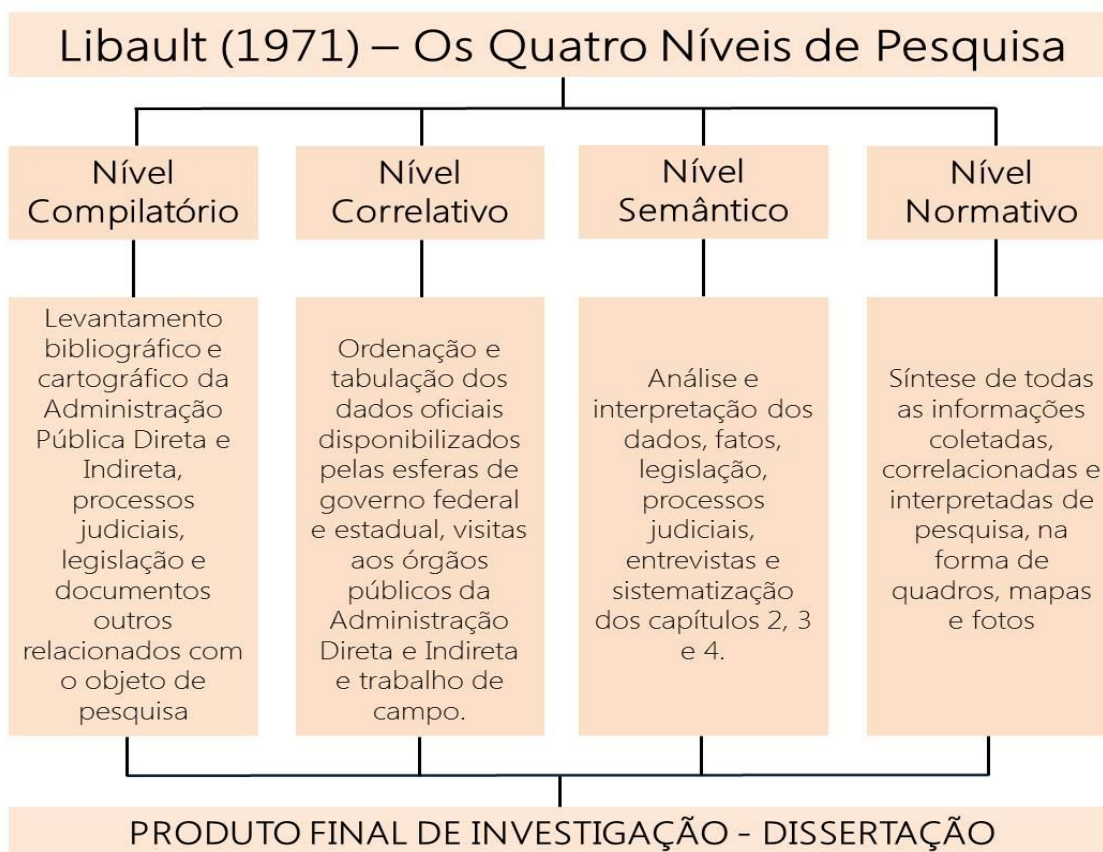 Libault (1971) – Os Quatro Níveis de Pesquisa
Nível
Compilatório
Nível
Correlativo
Nível
Semântico
Nível
Normativo
Levantamento
bibliográfico e
cartográfico da
Administração
Pública Direta e
Indireta,
processos
judiciais,
legislação e
documentos
outros
relacionados com
o objeto de
pesquisa
Ordenação e
tabulação dos
dados oficiais
disponibilizados
pelas esferas de
governo federal
e estadual, visitas
aos órgãos
públicos da
Administração
Direta e Indireta
e trabalho de
campo.
Análise e
interpretação dos
dados, fatos,
legislação,
processos
judiciais,
entrevistas e
sistematização
dos capítulos 2, 3
e 4.
Síntese de todas
as informações
coletadas,
correlacionadas e
interpretadas de
pesquisa, na
forma de
quadros, mapas
e fotos
PRODUTO FINAL DE INVESTIGAÇÃO - DISSERTAÇÃO